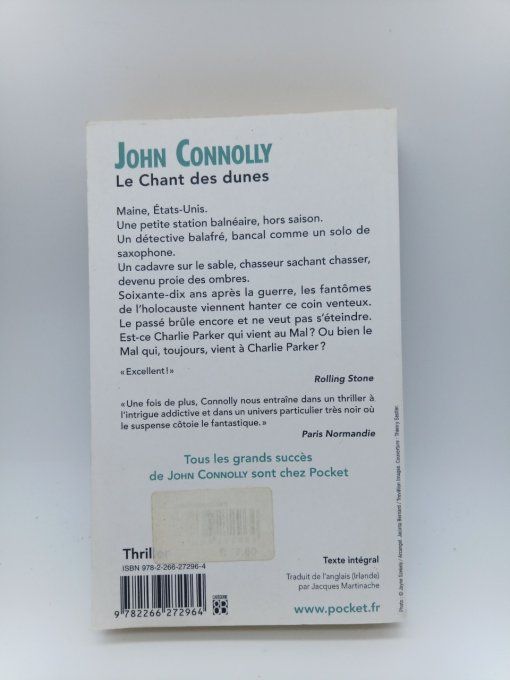 JOHN CONNOLLY
Le Chant des dunes
Maine, États-Unis.
Une petite station balnéaire, hors saison.
Un détective balafré, bancal comme un solo de
saxophone.
Un cadavre sur le sable, chasseur sachant chasser,
devenu proie des ombres.
Soixante-dix ans après la guerre, les fantômes
de l'holocauste viennent hanter ce coin venteux.
Le passé brûle encore et ne veut pas s'éteindre.
Est-ce Charlie Parker qui vient au Mal ? Ou bien le
Mal qui, toujours, vient à Charlie Parker ?
« Excellent ! »
Rolling Stone
« Une fois de plus, Connolly nous entraîne dans un thriller à
l'intrigue addictive et dans un univers particulier très noir où
le suspense côtoie le fantastique. »
Paris Normandie
Tous les grands succès
de JOHN CONNOLLY sont chez Pocket
Thriller
ISBN 978-2-266-27296-4
9 782266 272964
Texte intégral
Traduit de l'anglais (Irlande)
par Jacques Martinache
www.pocket.fr